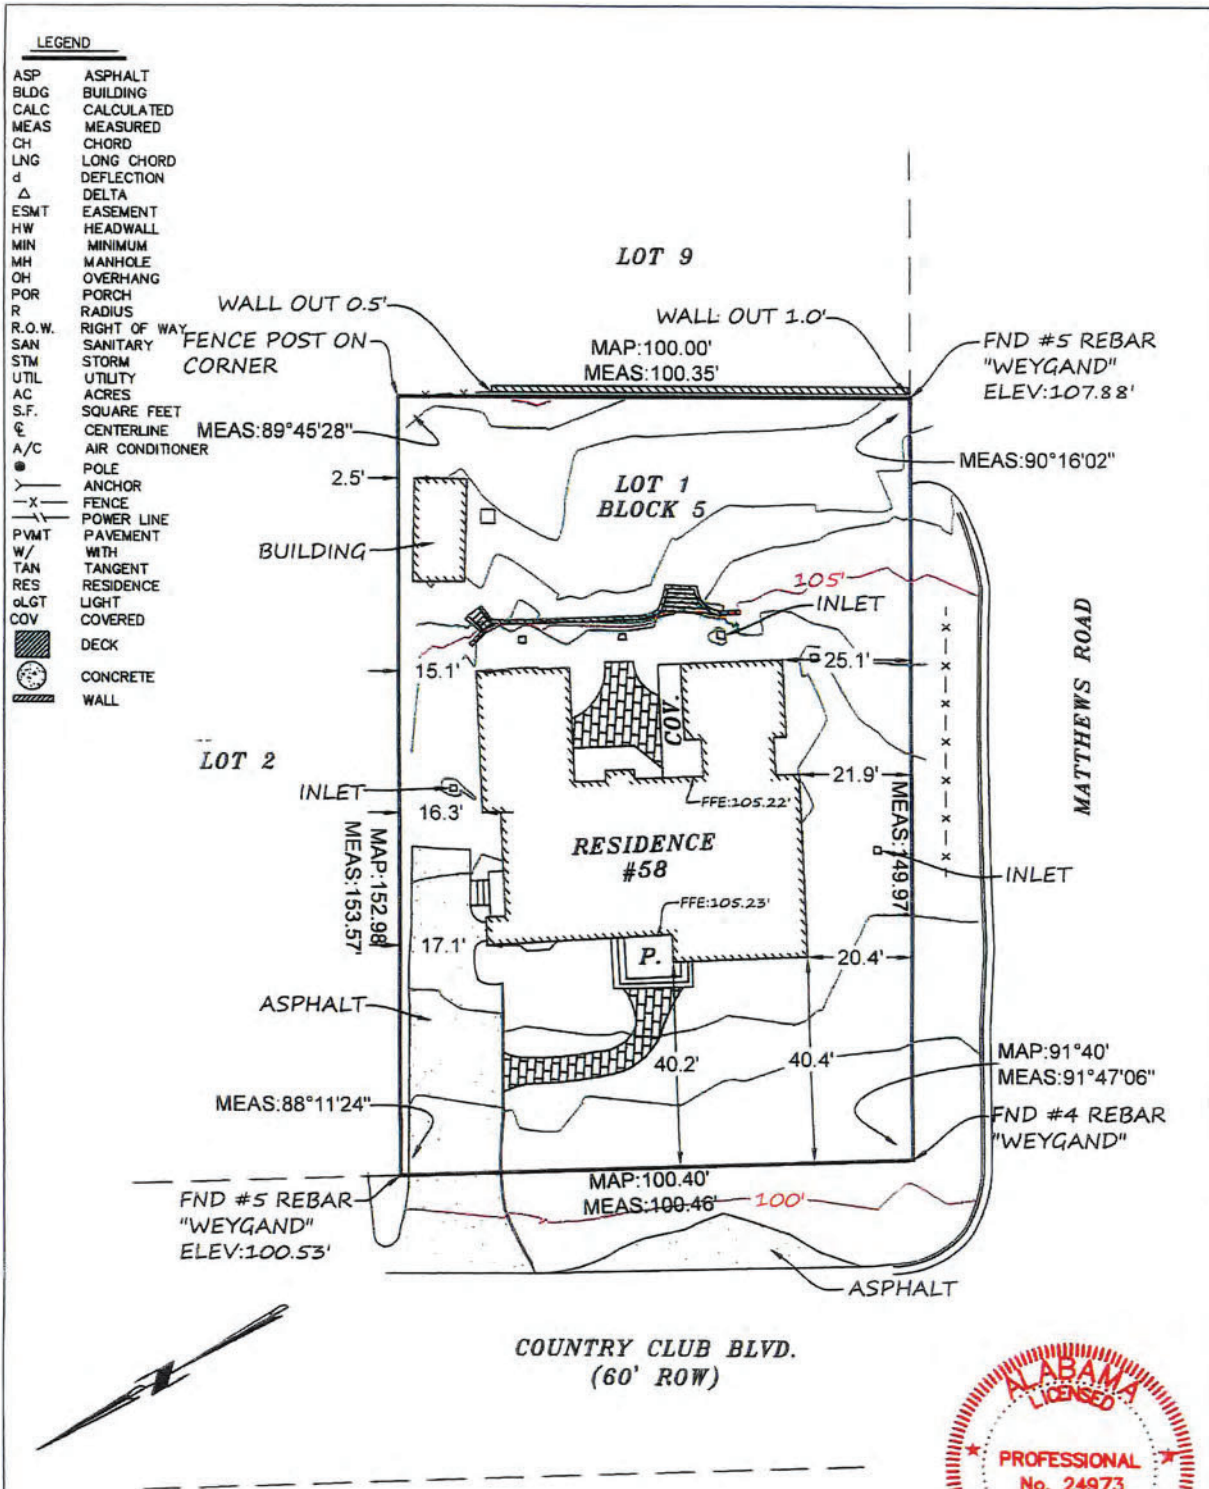 LEGEND
ASP ASPHALT
BLDG BUILDING
CALC CALCULATED
MEAS MEASURED
CH CHORD
LNG LONG CHORD
d DEFLECTION
△ DELTA
ESMT EASEMENT
HW HEADWALL
MIN MINIMUM
MH MANHOLE
OH OVERHANG
POR PORCH
R RADIUS
R.O.W. RIGHT OF WAY
SAN SANITARY
STM STORM
UTIL UTILITY
AC ACRES
S.F. SQUARE FEET
℄ CENTERLINE
A/C AIR CONDITIONER
POLE
ANCHOR
—X— FENCE
POWER LINE
PVMT PAVEMENT
W/ WITH
TAN TANGENT
RES RESIDENCE
oLGT LIGHT
COV COVERED
DECK
CONCRETE
WALL
LOT 9
WALL OUT 0.5'
WALL OUT 1.0'
FENCE POST ON
CORNER
MAP:100.00'
MEAS:100.35'
FND #5 REBAR
"WEYGAND"
ELEV:107.88'
MEAS:89°45'28"
MEAS:90°16'02"
2.5'
LOT 1
BLOCK 5
BUILDING
105'
INLET
15.1'
25.1'
COV.
MATTHEWS ROAD
LOT 2
INLET
16.3'
21.9'
FFE:105.22'
MEAS:149.97'
RESIDENCE
#58
MAP:152.98'
MEAS:153.57'
INLET
FFE:105.23'
17.1'
P.
20.4'
ASPHALT
40.2'
40.4'
MAP:91°40'
MEAS:91°47'06"
MEAS:88°11'24"
FND #4 REBAR
"WEYGAND"
MAP:100.40'
MEAS:100.46'
100'
FND #5 REBAR
"WEYGAND"
ELEV:100.53'
ASPHALT
COUNTRY CLUB BLVD.
(60' ROW)
ALABAMA
LICENSED
PROFESSIONAL
No. 24973